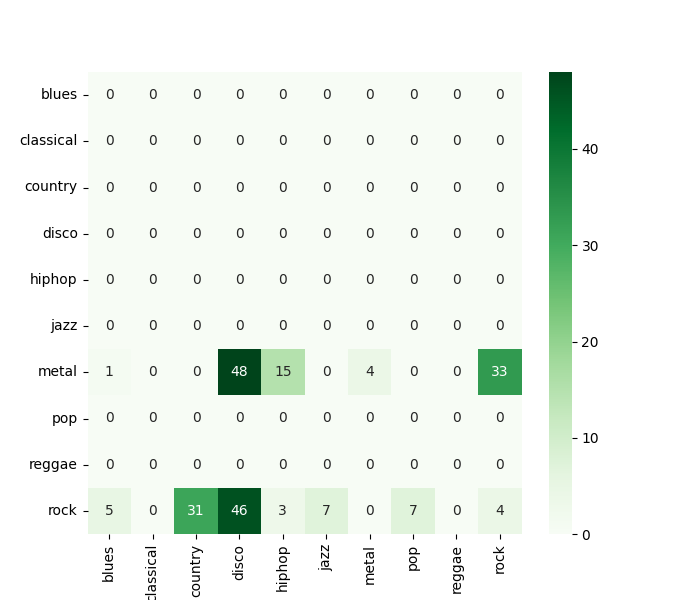 blues 0 0 0 0 0 0 0 0 0 0
classical 0 0 0 0 0 0 0 0 0 0
country 0 0 0 0 0 0 0 0 0 0
disco 0 0 0 0 0 0 0 0 0 0
hiphop 0 0 0 0 0 0 0 0 0 0
jazz 0 0 0 0 0 0 0 0 0 0
metal 1 0 0 48 15 0 4 0 0 33
pop 0 0 0 0 0 0 0 0 0 0
reggae 0 0 0 0 0 0 0 0 0 0
rock 5 0 31 46 3 7 0 7 0 4
blues classical country disco hiphop jazz metal pop reggae rock
40
30
20
10
0